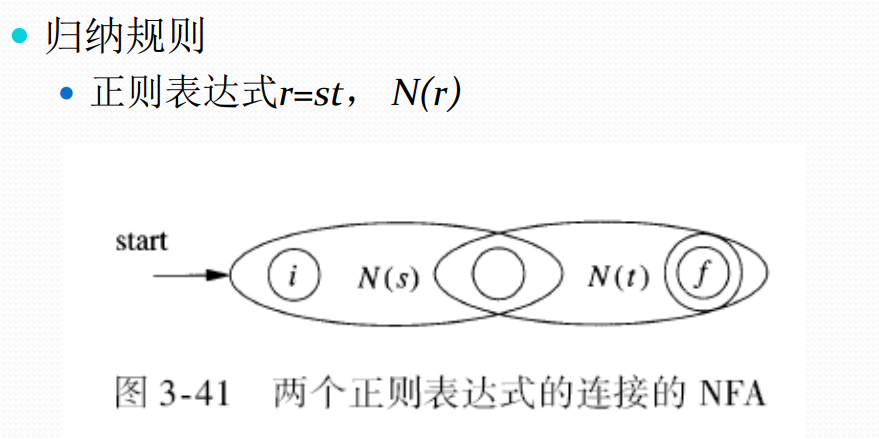 归纳规则
正则表达式r=st， N(r)
start
i N(s) N(t) f
图 3-41 两个正则表达式的连接的 NFA